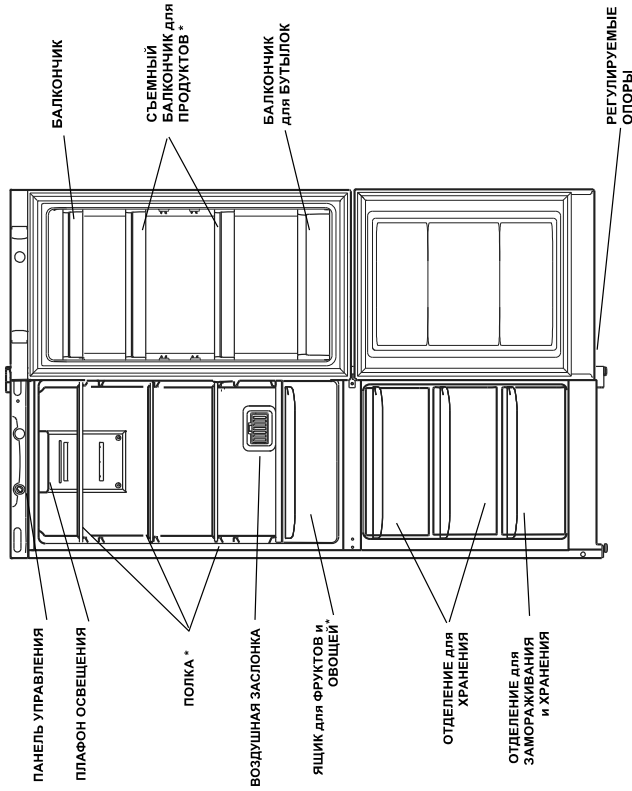 ПАНЕЛЬ УПРАВЛЕНИЯ
ПЛАФОН ОСВЕЩЕНИЯ
ПОЛКА *
ВОЗДУШНАЯ ЗАСЛОНКА
ЯЩИК для ФРУКТОВ и
ОВОЩЕЙ*
ОТДЕЛЕНИЕ для
ХРАНЕНИЯ
ОТДЕЛЕНИЕ для
ЗАМОРАЖИВАНИЯ
и ХРАНЕНИЯ
БАЛКОНЧИК
СЪЕМНЫЙ
БАЛКОНЧИК для
ПРОДУКТОВ *
БАЛКОНЧИК
для БУТЫЛОК
РЕГУЛИРУЕМЫЕ
ОПОРЫ